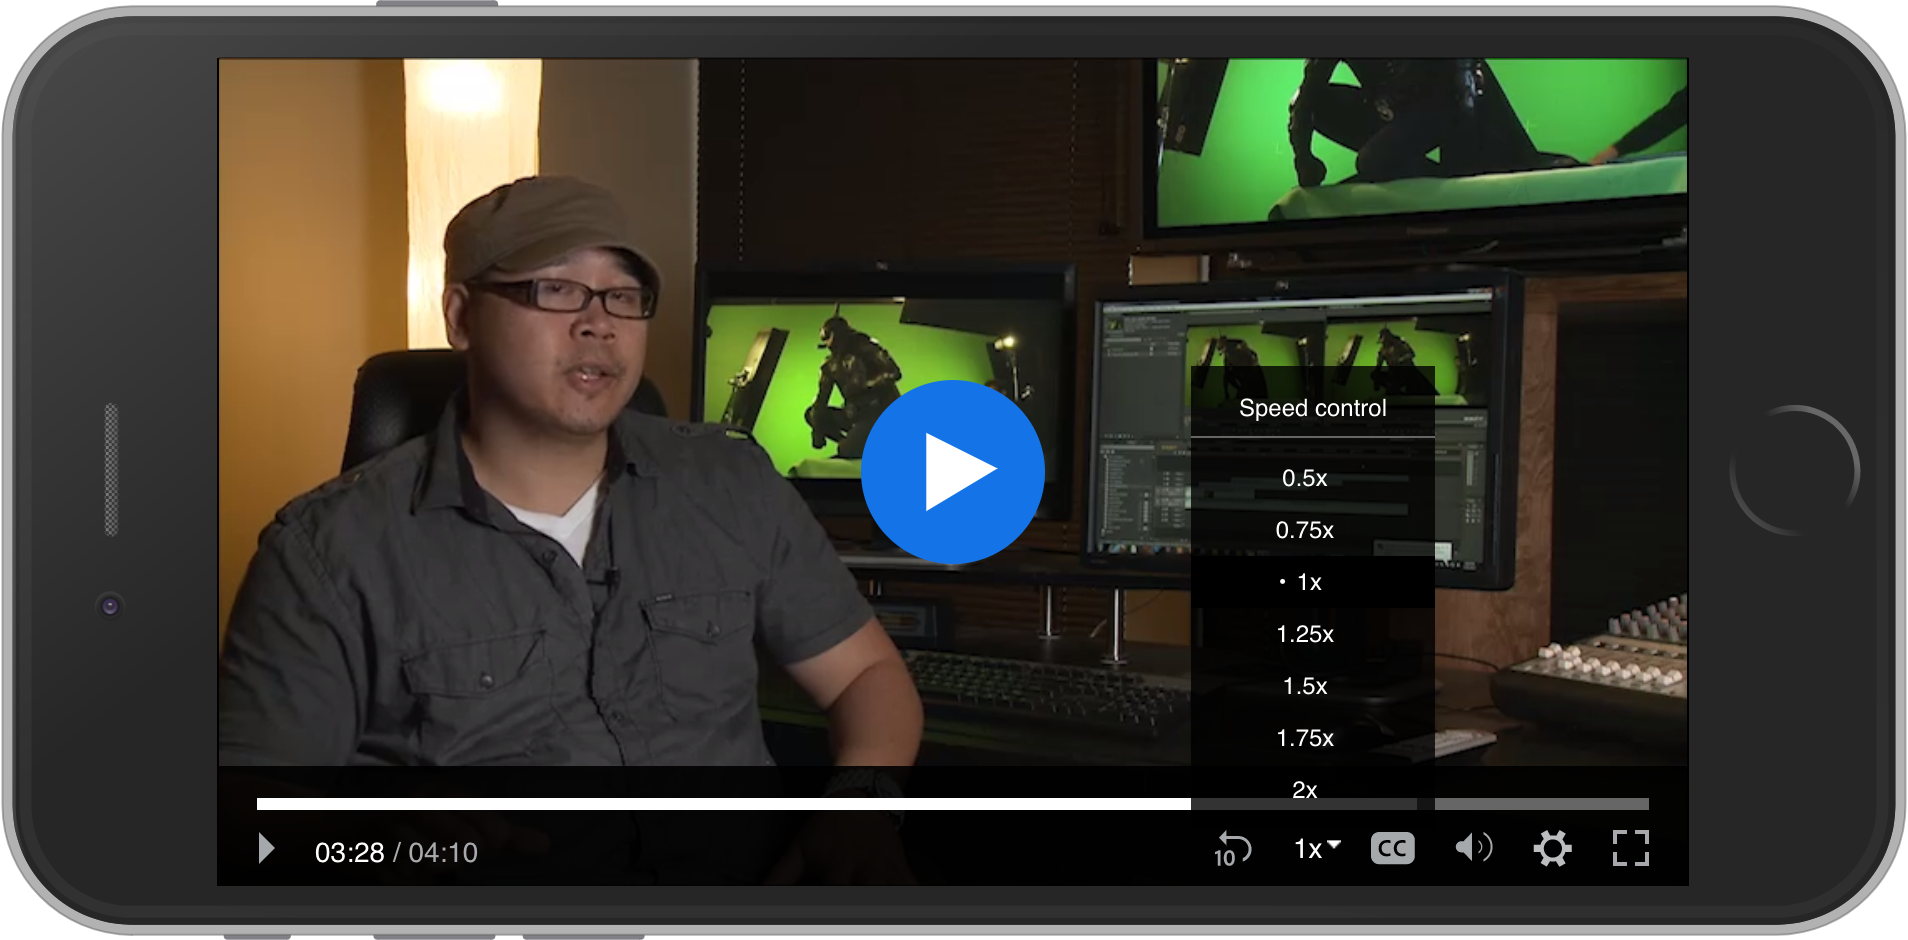 Speed control
0.5x
0.75x
• 1x
1.25x
1.5x
1.75x
2x
03:28 / 04:10
10
1x
CC